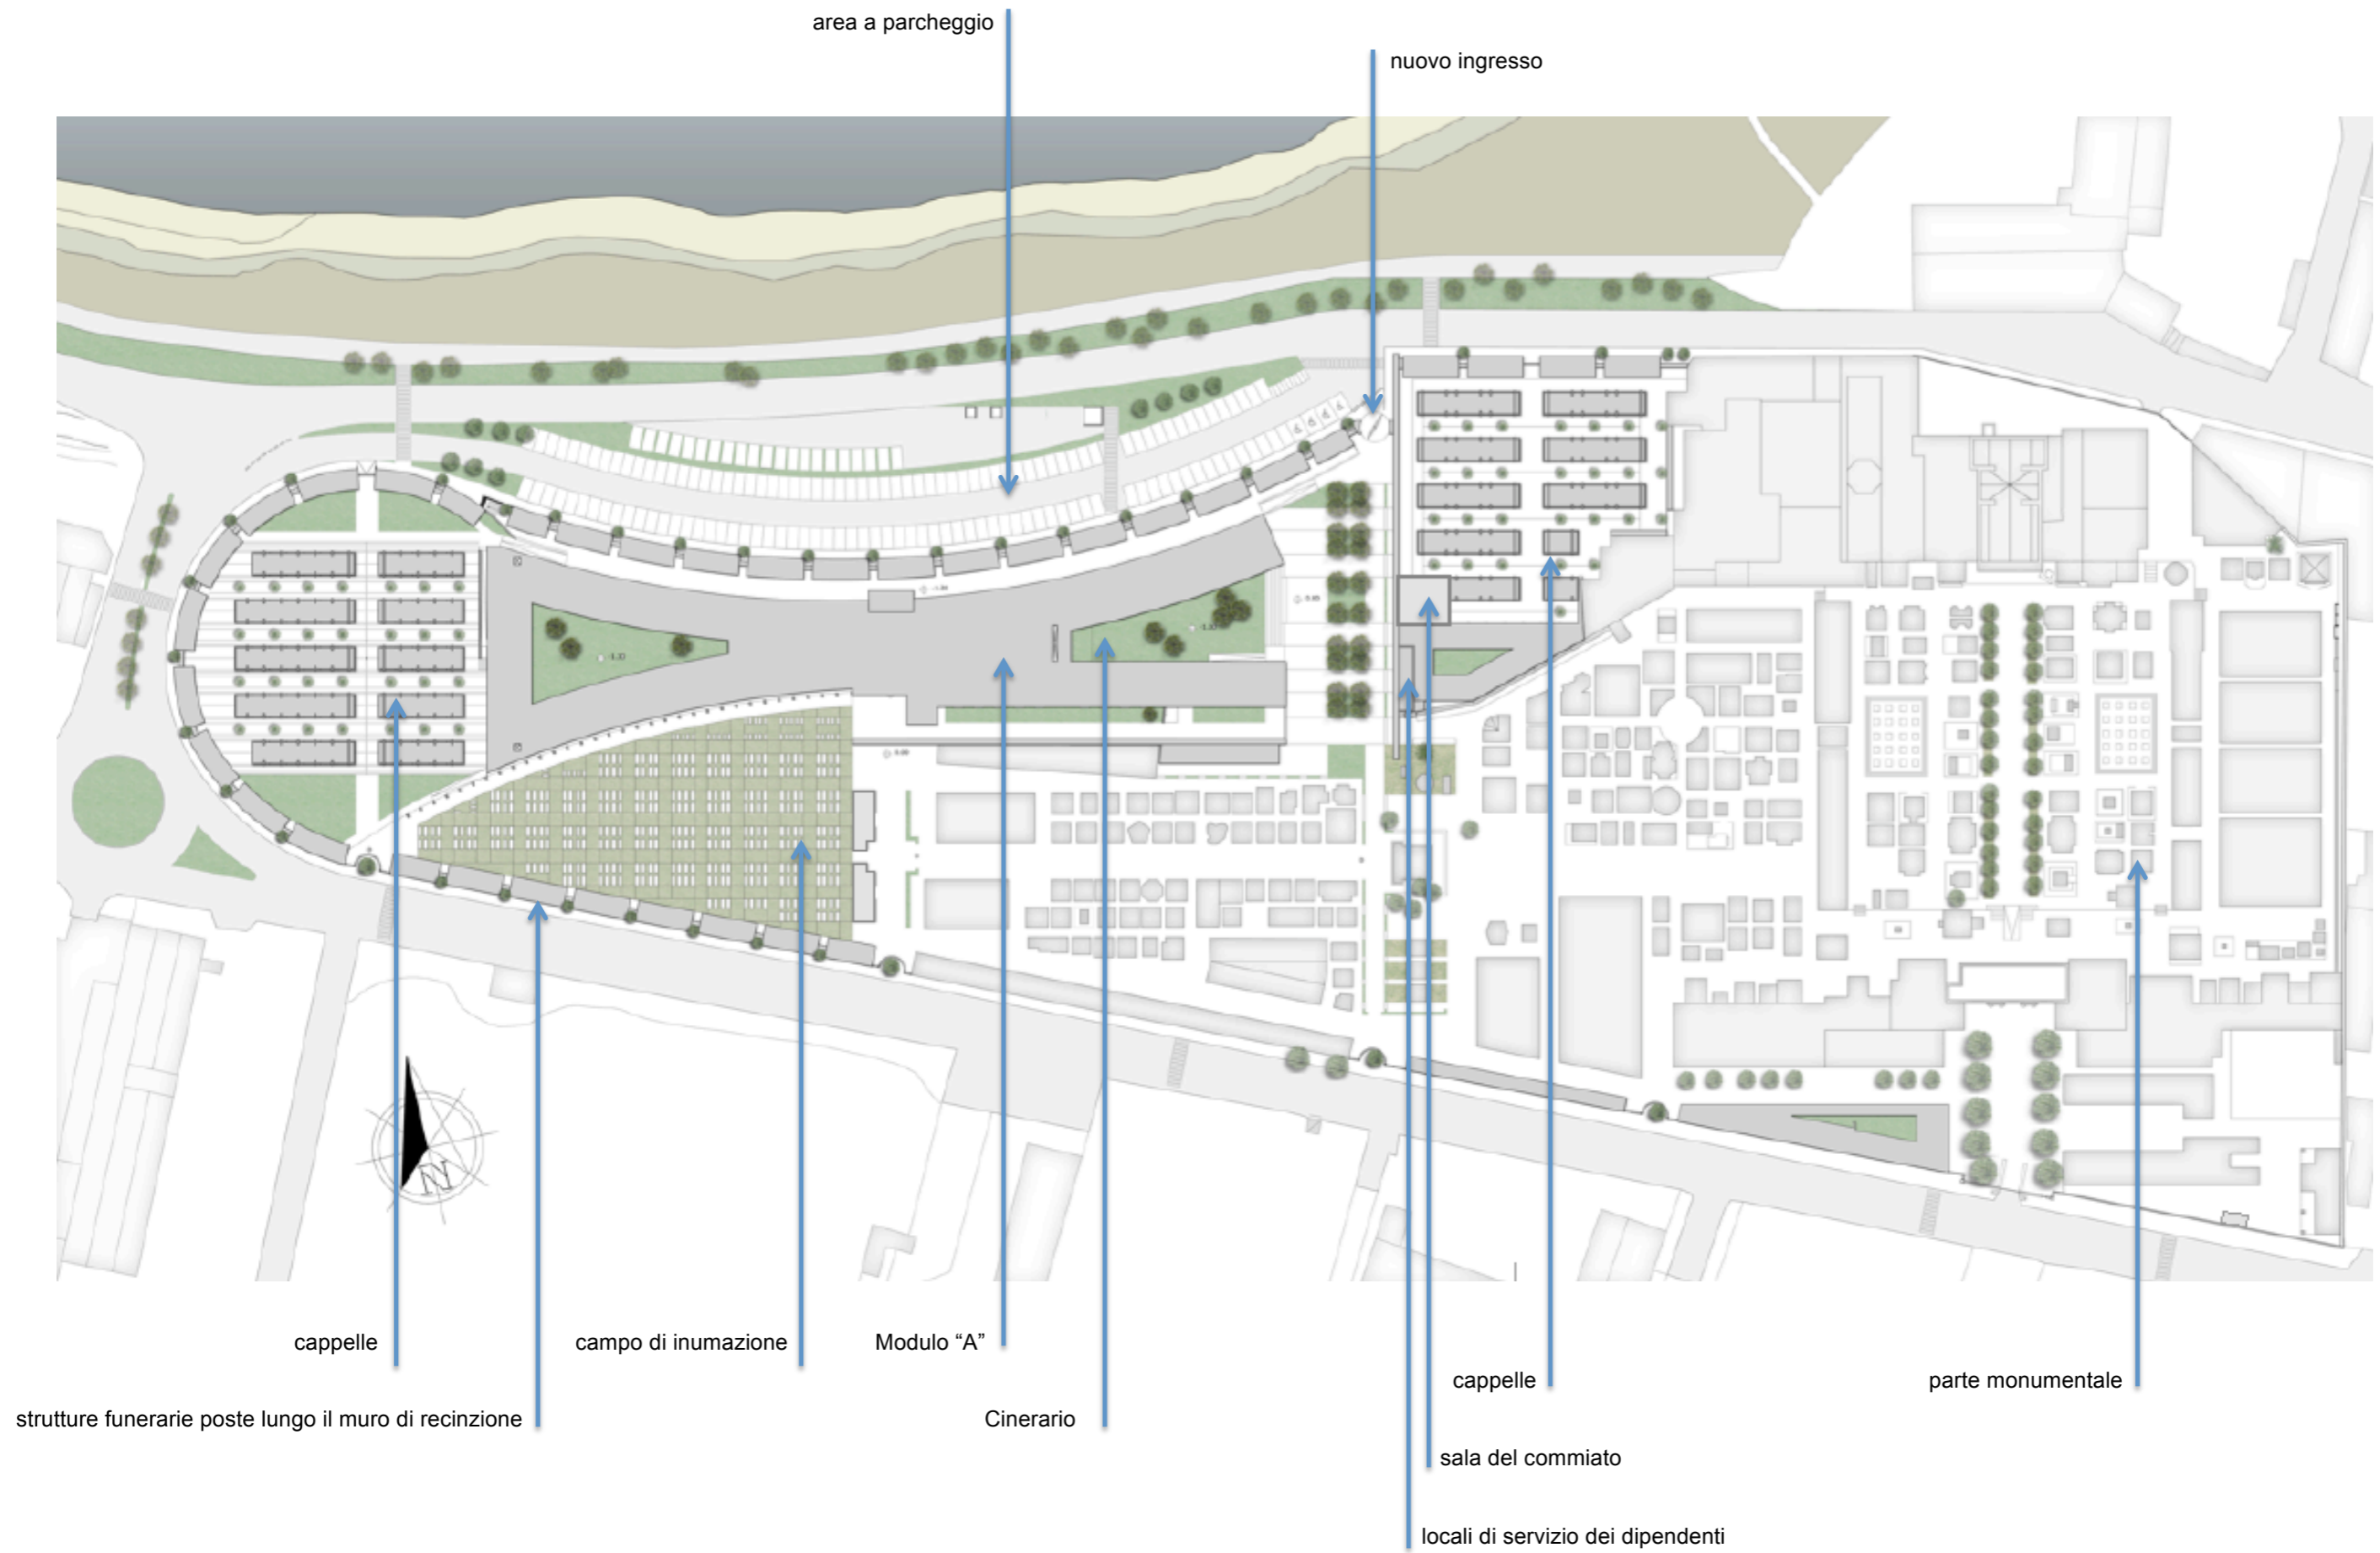 area a parcheggio
nuovo ingresso
N
cappelle
campo di inumazione
Modulo “A”
cappelle
parte monumentale
strutture funerarie poste lungo il muro di recinzione
Cinerario
sala del commiato
locali di servizio dei dipendenti